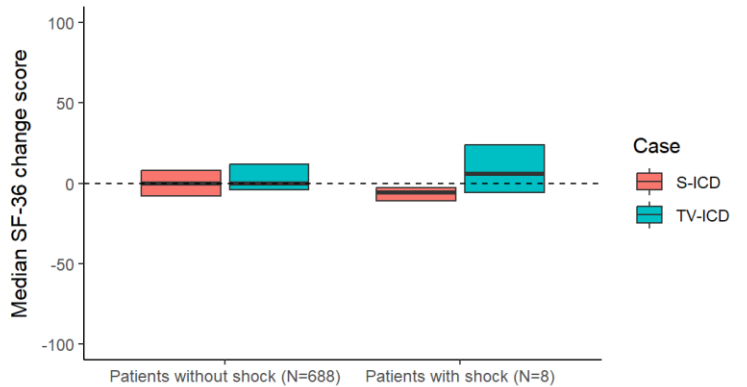 Median SF-36 change score
100
50
0
-50
-100
Patients without shock (N=688)
Patients with shock (N=8)
Case
S-ICD
TV-ICD